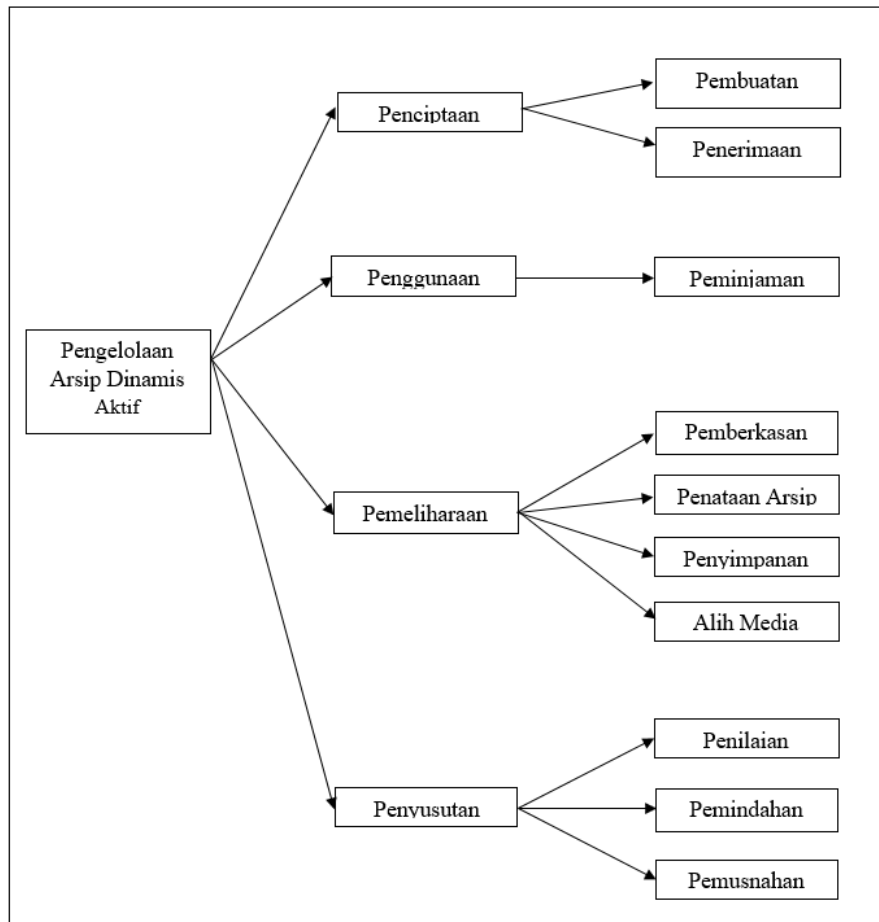 Pembuatan
Penciptaan
Penerimaan
Penggunaan
Peminjaman
Pengelolaan
Arsip Dinamis
Aktif
Pemberkasan
Pemeliharaan
Penataan Arsip
Penyimpanan
Alih Media
Penilaian
Penyusutan
Pemindahan
Pemusnahan